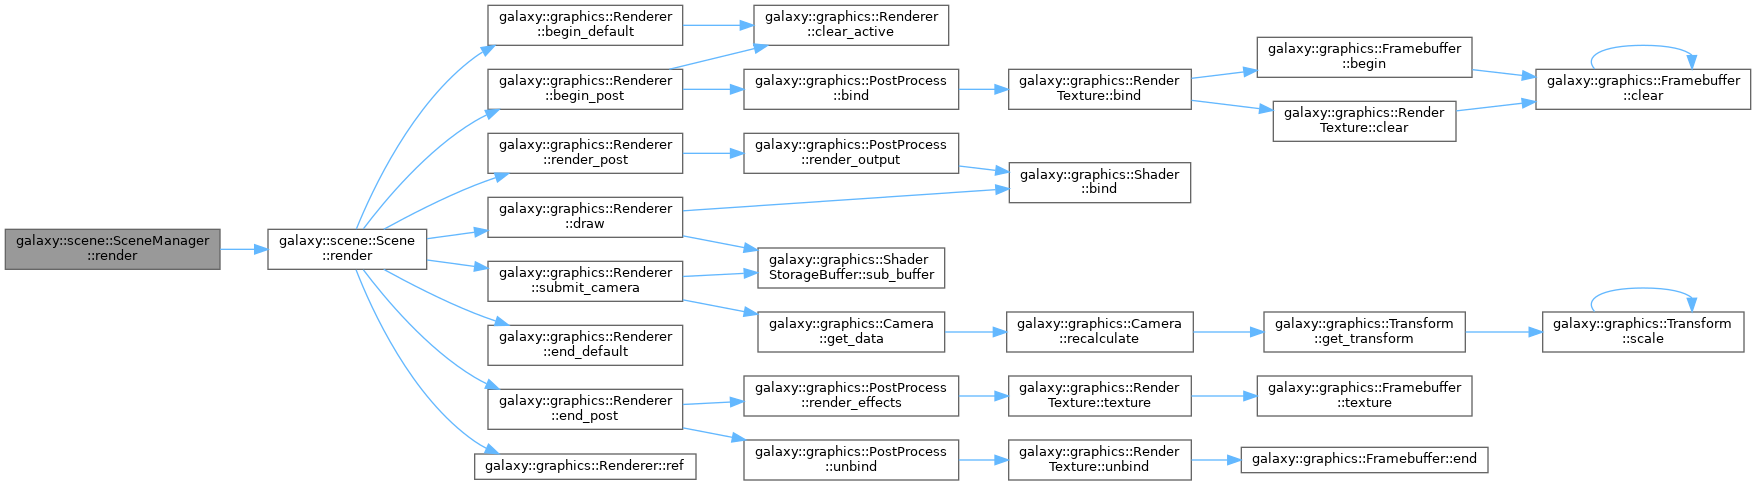 galaxy::scene::SceneManager
::render
galaxy::scene::Scene
::render
galaxy::graphics::Renderer
::begin_default
galaxy::graphics::Renderer
::clear_active
galaxy::graphics::Renderer
::begin_post
galaxy::graphics::PostProcess
::bind
galaxy::graphics::Render
Texture::bind
galaxy::graphics::Framebuffer
::begin
galaxy::graphics::Render
Texture::clear
galaxy::graphics::Framebuffer
::clear
galaxy::graphics::Renderer
::render_post
galaxy::graphics::PostProcess
::render_output
galaxy::graphics::Shader
::bind
galaxy::graphics::Renderer
::draw
galaxy::graphics::Shader
StorageBuffer::sub_buffer
galaxy::graphics::Renderer
::submit_camera
galaxy::graphics::Camera
::get_data
galaxy::graphics::Camera
::recalculate
galaxy::graphics::Transform
::get_transform
galaxy::graphics::Transform
::scale
galaxy::graphics::Renderer
::end_default
galaxy::graphics::Renderer
::end_post
galaxy::graphics::PostProcess
::render_effects
galaxy::graphics::Render
Texture::texture
galaxy::graphics::Framebuffer
::texture
galaxy::graphics::PostProcess
::unbind
galaxy::graphics::Render
Texture::unbind
galaxy::graphics::Framebuffer::end
galaxy::graphics::Renderer::ref